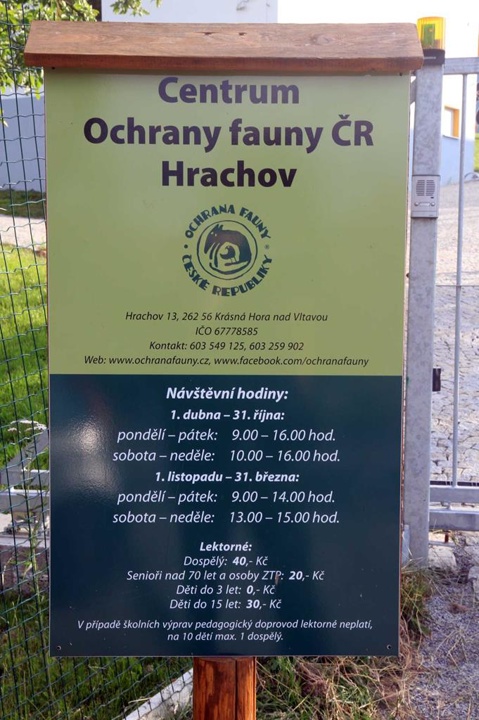 Centrum
Ochrany fauny ČR
Hrachov
OCHRANA FAUNY
ČESKÉ REPUBLIKY
Hrachov 13, 262 56 Krásná Hora nad Vltavou
IČO 67778585
Kontakt: 603 549 125, 603 259 902
Web: www.ochranafauny.cz, www.facebook.com/ochranafauny
Návštěvní hodiny:
1. dubna – 31. října:
pondělí – pátek: 9.00 – 16.00 hod.
sobota – neděle: 10.00 – 16.00 hod.
1. listopadu – 31. března:
pondělí – pátek: 9.00 – 14.00 hod.
sobota – neděle: 13.00 – 15.00 hod.
Lektorné:
Dospělý: 40,- Kč
Senioři nad 70 let a osoby ZTP: 20,- Kč
Děti do 3 let: 0,- Kč
Děti do 15 let: 30,- Kč
V případě školních výprav pedagogický doprovod lektorné neplatí,
na 10 dětí max. 1 dospělý.